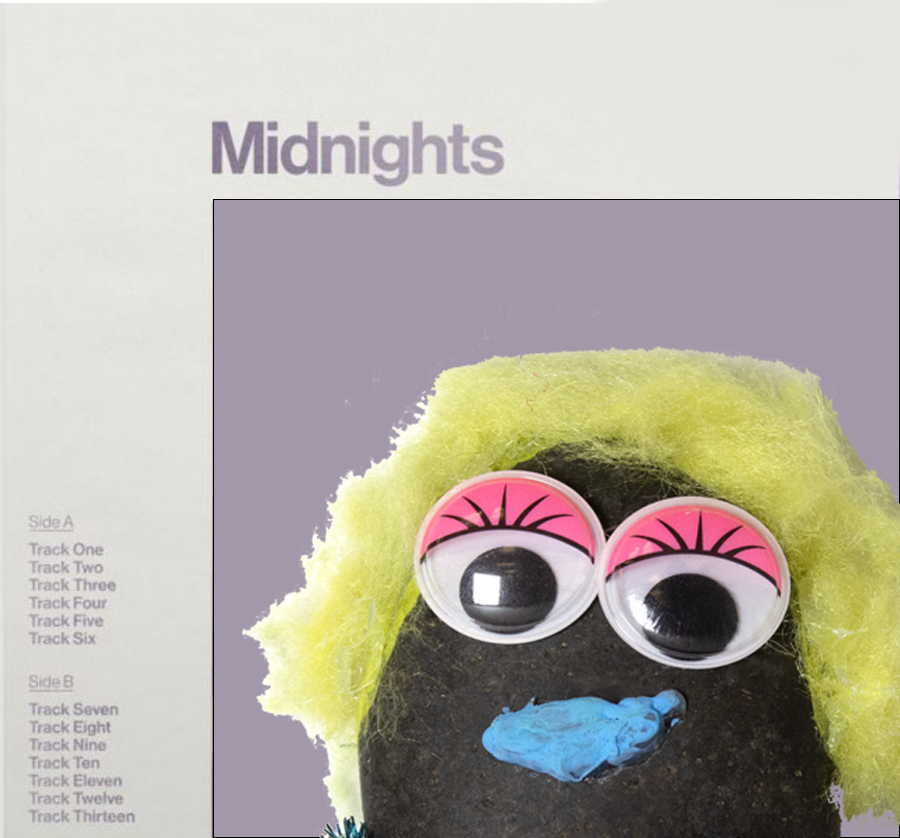 Midnights
Side A
Track One
Track Two
Track Three
Track Four
Track Five
Track Six
Side B
Track Seven
Track Eight
Track Nine
Track Ten
Track Eleven
Track Twelve
Track Thirteen